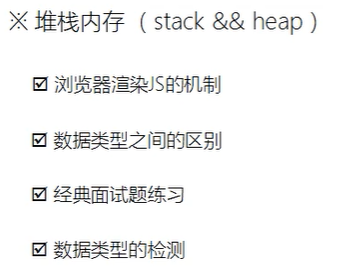 ※ 堆栈内存（stack && heap）
☑ 浏览器渲染JS的机制
☑ 数据类型之间的区别
☑ 经典面试题练习
☑ 数据类型的检测